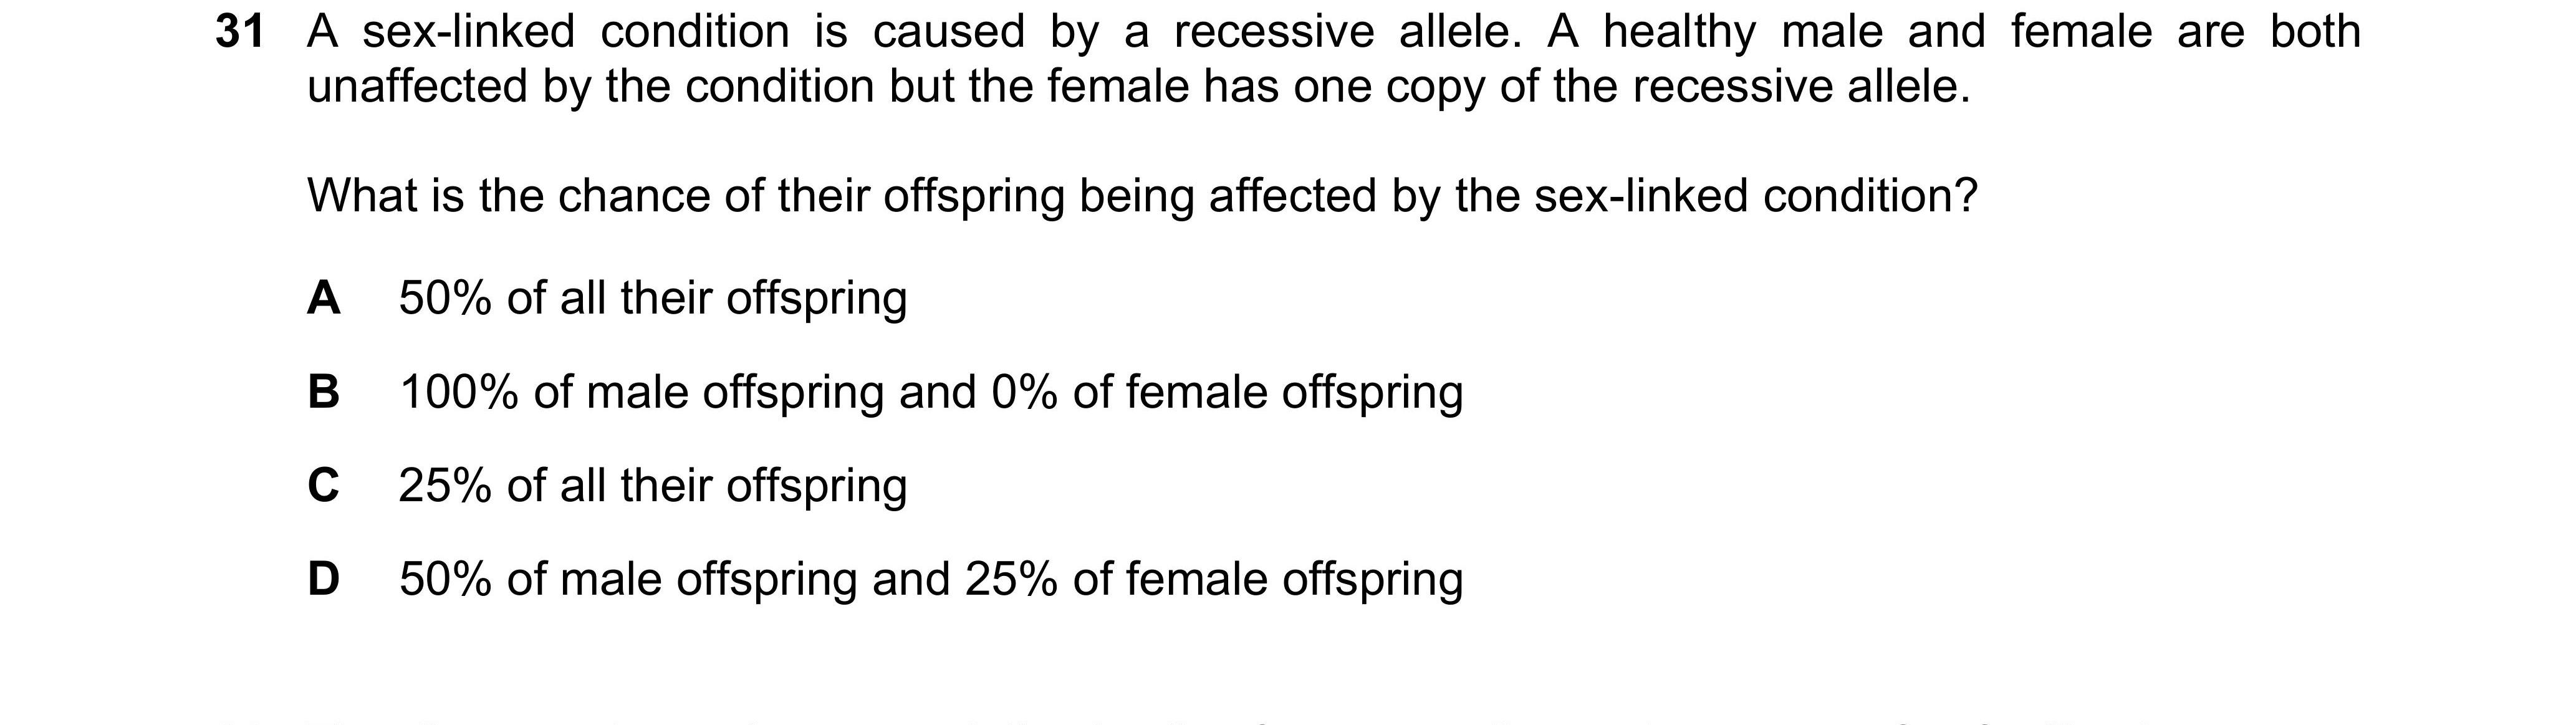 31 A sex-linked condition is caused by a recessive allele. A healthy male and female are both
unaffected by the condition but the female has one copy of the recessive allele.
What is the chance of their offspring being affected by the sex-linked condition?
A 50% of all their offspring
B 100% of male offspring and 0% of female offspring
C 25% of all their offspring
D 50% of male offspring and 25% of female offspring